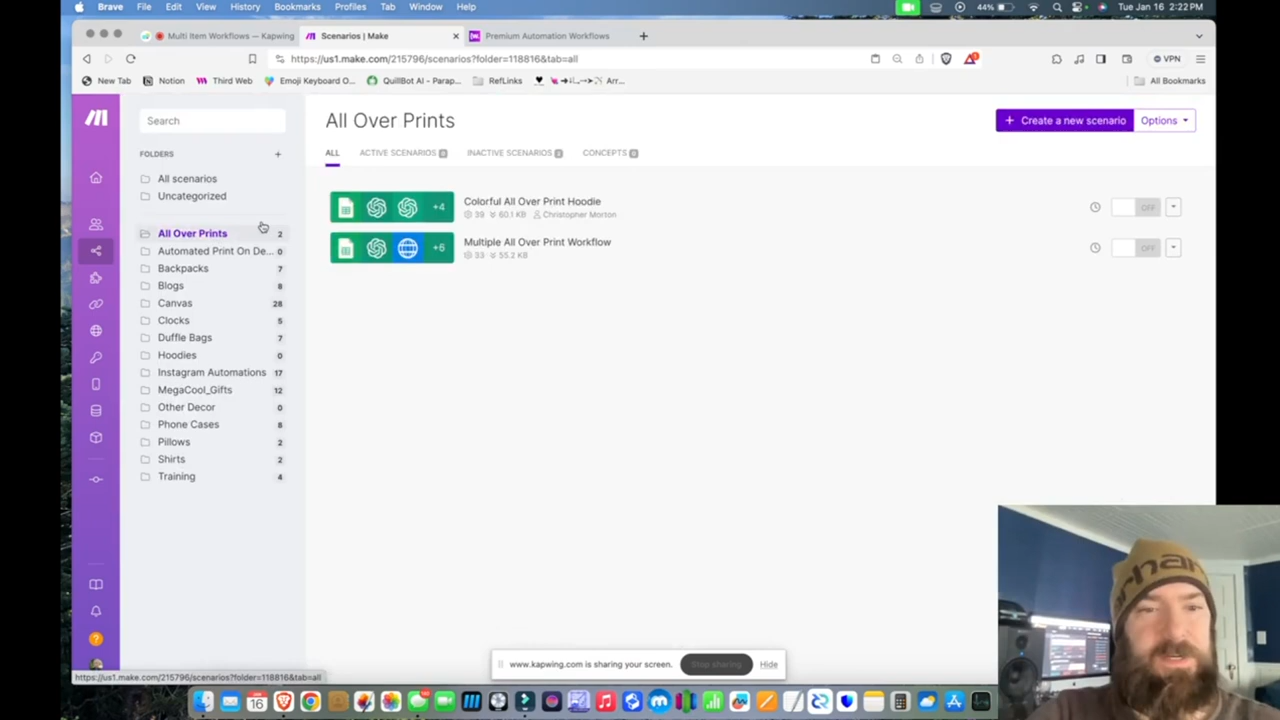 Brave File Edit View History Bookmarks Profiles Tab Window Help
44% Tue Jan 16 2:22 PM
Multi Item Workflows — Kapwing
Scenarios | Make
Premium Automation Workflows
https://us1.make.com/215796/scenarios?folder=118816&tab=all
VPN
New Tab Notion Third Web Emoji Keyboard O... QuillBot AI - Parap... RefLinks Arr... All Bookmarks
Search
FOLDERS +
All scenarios
Uncategorized
All Over Prints 2
Automated Print On De... 0
Backpacks 7
Blogs 8
Canvas 28
Clocks 5
Duffle Bags 7
Hoodies 0
Instagram Automations 17
MegaCool_Gifts 12
Other Decor 0
Phone Cases 8
Pillows 2
Shirts 2
Training 4
All Over Prints
+ Create a new scenario
Options
ALL
ACTIVE SCENARIOS 0
INACTIVE SCENARIOS 2
CONCEPTS 0
+4
Colorful All Over Print Hoodie
39 60.1 KB Christopher Morton
OFF
+6
Multiple All Over Print Workflow
33 55.2 KB
OFF
www.kapwing.com is sharing your screen.
Stop sharing
Hide
https://us1.make.com/215796/scenarios?folder=118816&tab=all